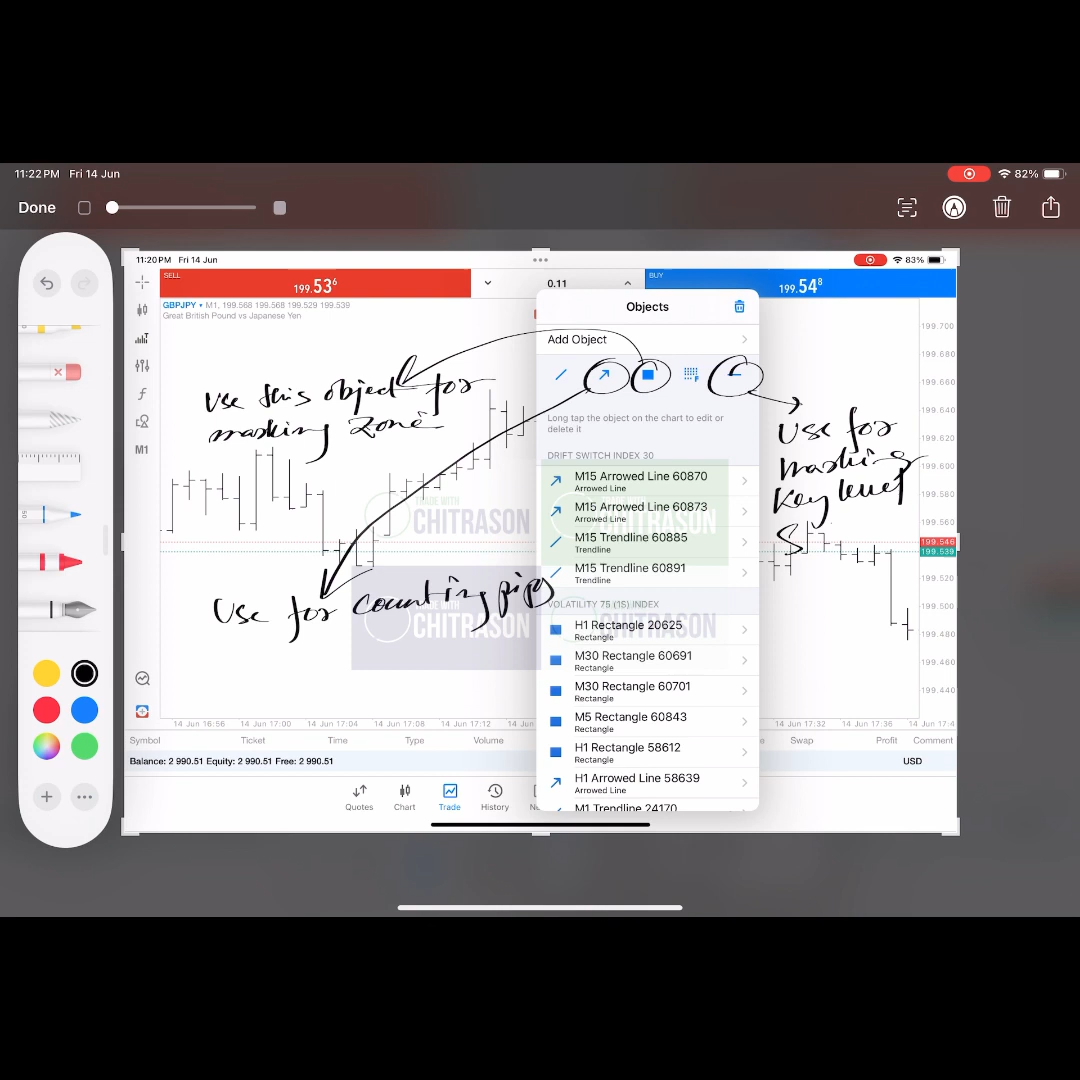 11:22 PM Fri 14 Jun
82%
Done
11:20 PM Fri 14 Jun
83%
SELL
199.53⁶
0.11
BUY
199.54⁸
GBPJPY ▾ M1, 199.568 199.568 199.529 199.539
Great British Pound vs Japanese Yen
Objects
Add Object
Long tap the object on the chart to edit or
delete it
DRIFT SWITCH INDEX 30
M15 Arrowed Line 60870
Arrowed Line
M15 Arrowed Line 60873
Arrowed Line
M15 Trendline 60885
Trendline
M15 Trendline 60891
Trendline
VOLATILITY 75 (1S) INDEX
H1 Rectangle 20625
Rectangle
M30 Rectangle 60691
Rectangle
M30 Rectangle 60701
Rectangle
M5 Rectangle 60843
Rectangle
H1 Rectangle 58612
Rectangle
H1 Arrowed Line 58639
Arrowed Line
M1 Trendline 24170
Use this object for
marking zone
Use for counting pips
Use for
marking
key level
S
TRADE WITH
CHITRASON
CHITRASON
TRADE WITH
CHITRASON
CHITRASON
M1
199.700
199.680
199.660
199.640
199.620
199.600
199.580
199.560
199.546
199.539
199.520
199.500
199.480
199.460
199.440
14 Jun 16:56 14 Jun 17:00 14 Jun 17:04 14 Jun 17:08 14 Jun 17:12 14 Jun 14 Jun 17:32 14 Jun 17:36 14 Jun 17:4
Symbol Ticket Time Type Volume Swap Profit Comment
Balance: 2 990.51 Equity: 2 990.51 Free: 2 990.51 USD
Quotes Chart Trade History